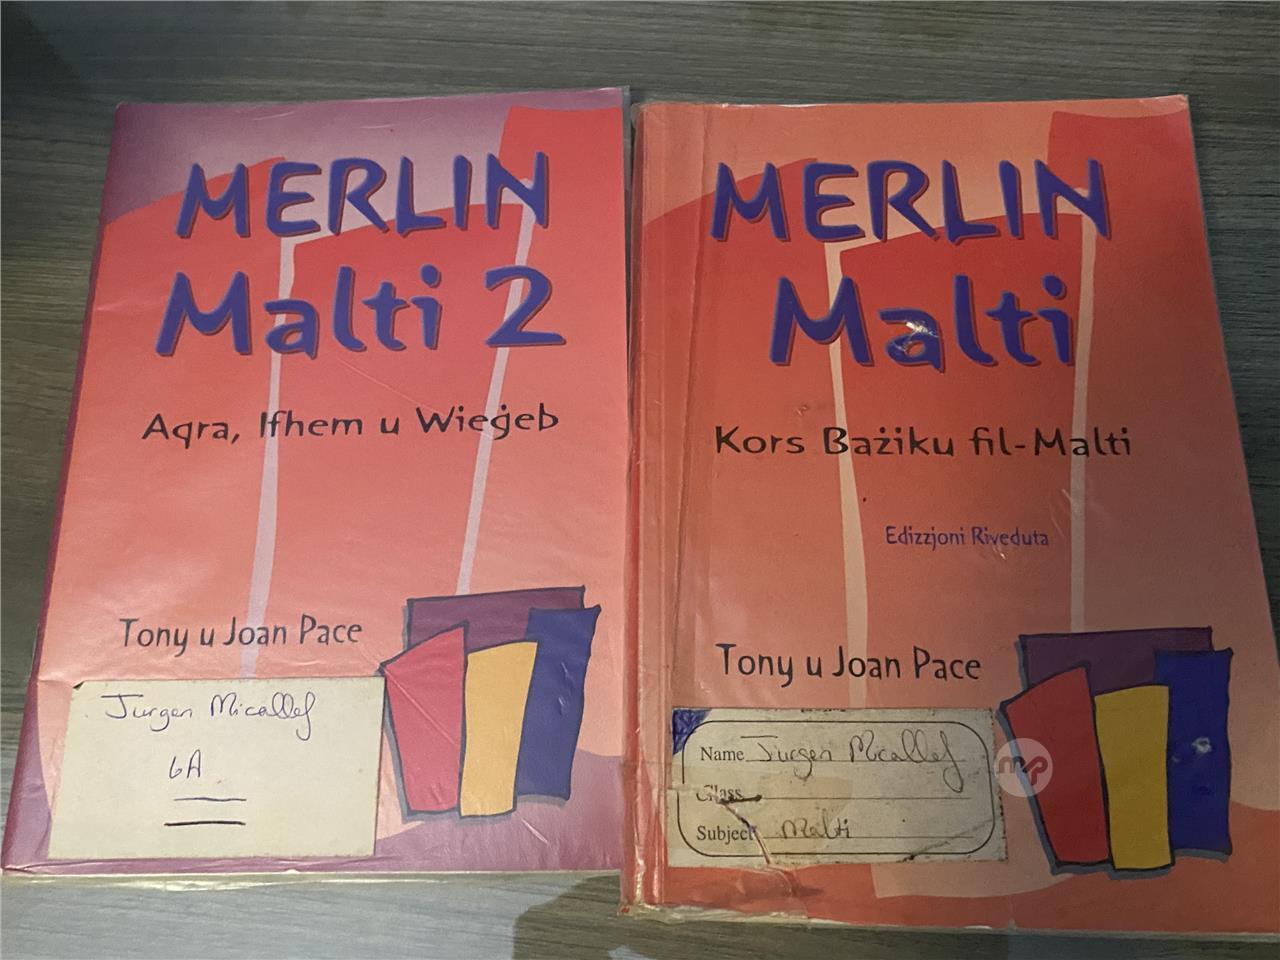 MERLIN
Malti 2
Aqra, Ifhem u Wieġeb
Tony u Joan Pace
Jurgen Micallef
6A
MERLIN
Malti
Kors Bażiku fil-Malti
Edizzjoni Riveduta
Tony u Joan Pace
Name Jurgen Micallef
Class
Subject Malti
mp